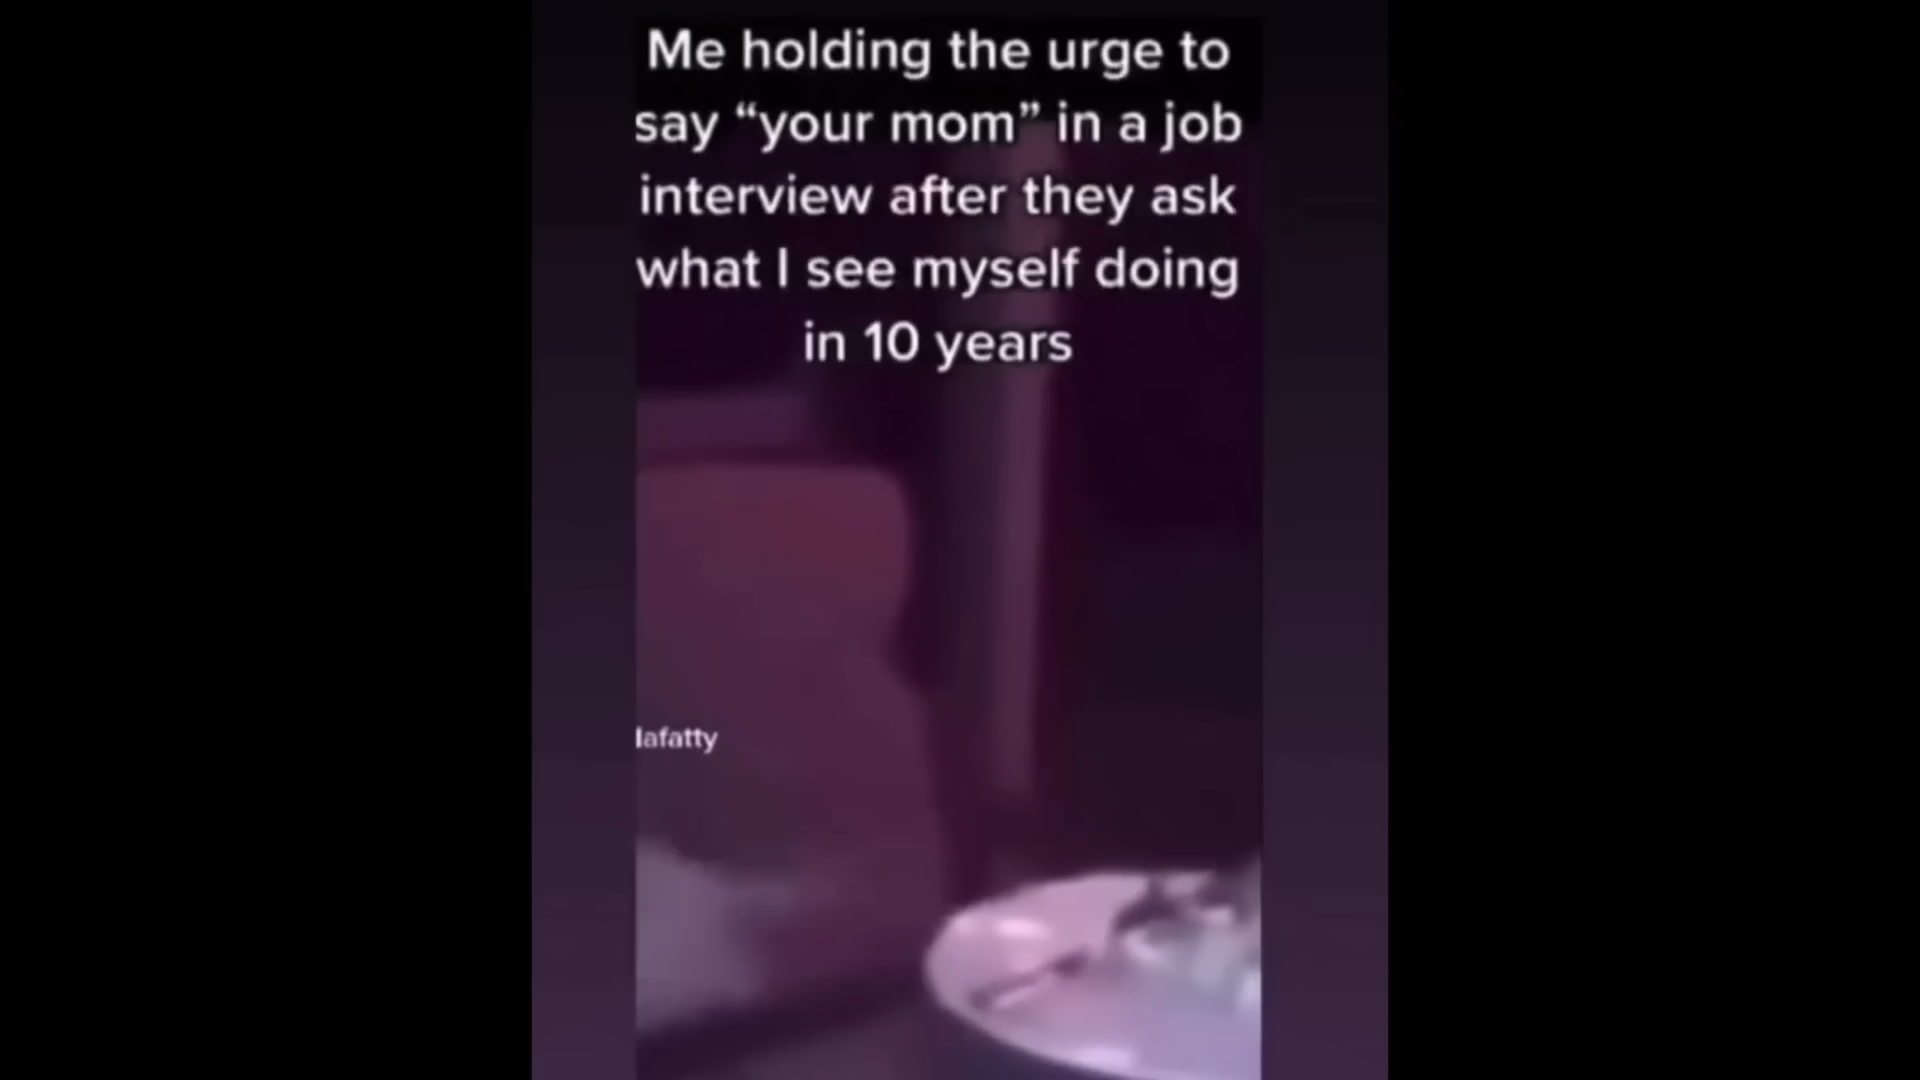 Me holding the urge to
say “your mom” in a job
interview after they ask
what I see myself doing
in 10 years
lafatty